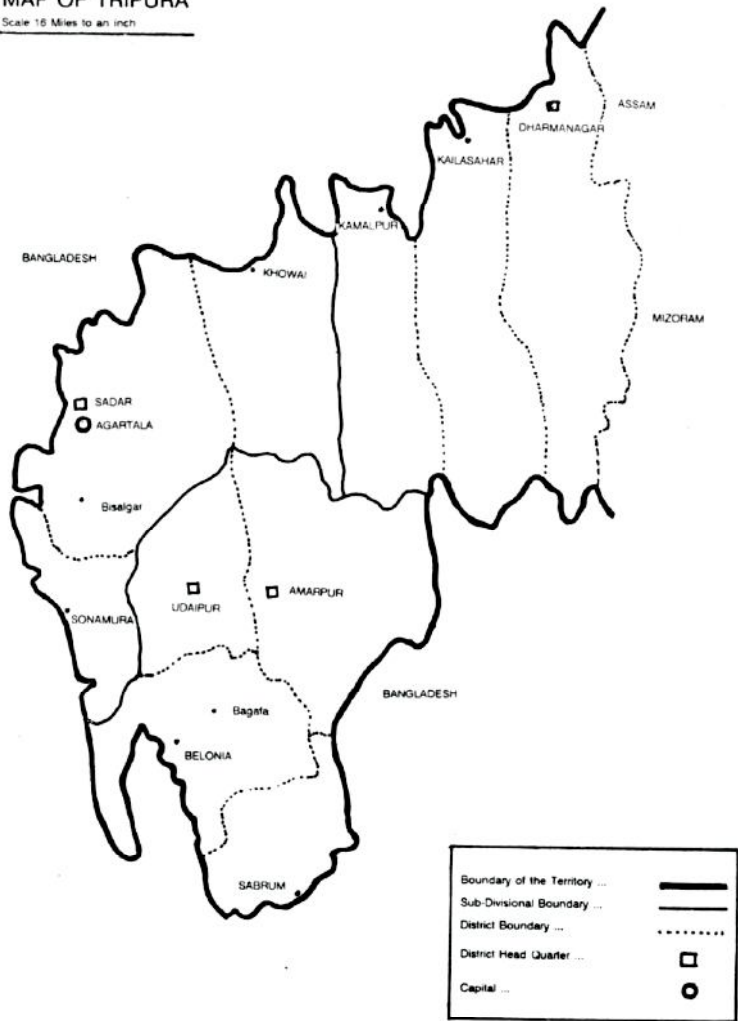 MAP OF TRIPURA
Scale 16 Miles to an inch
ASSAM
DHARMANAGAR
KAILASAHAR
KAMALPUR
BANGLADESH
KHOWAI
MIZORAM
SADAR
AGARTALA
Bisalgar
UDAIPUR
AMARPUR
SONAMURA
BANGLADESH
Bagafa
BELONIA
SABRUM
Boundary of the Territory ...
Sub-Divisional Boundary ...
District Boundary ...
District Head Quarter ...
Capital ...